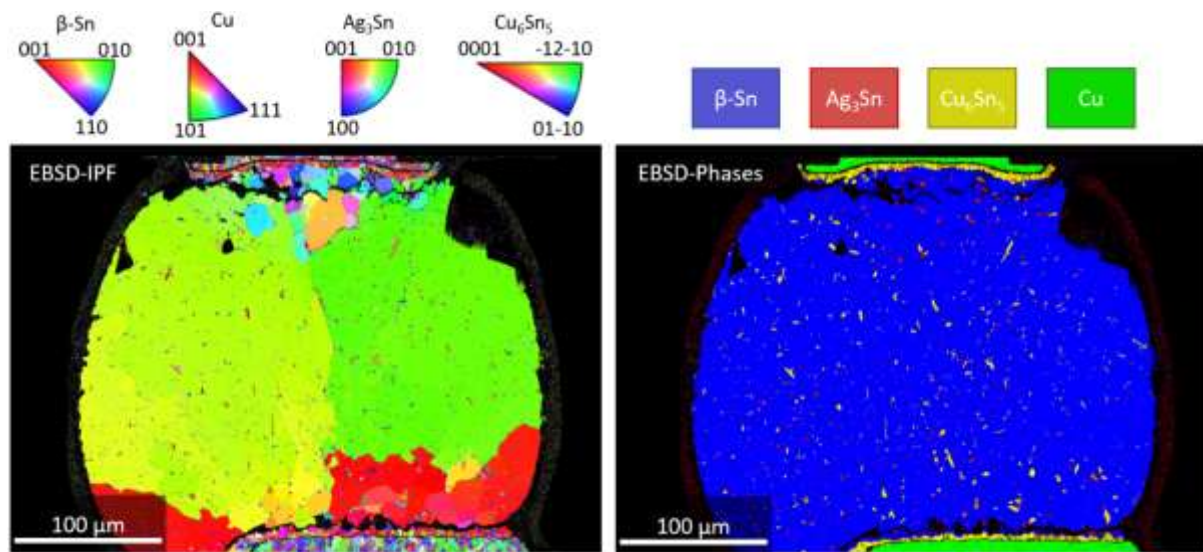 β-Sn Cu Ag₃Sn Cu₆Sn₅
001 010 001 001 010 0001 -12-10
110 101 111 100 01-10
β-Sn Ag₃Sn Cu₆Sn₅ Cu
EBSD-IPF EBSD-Phases
100 μm 100 μm